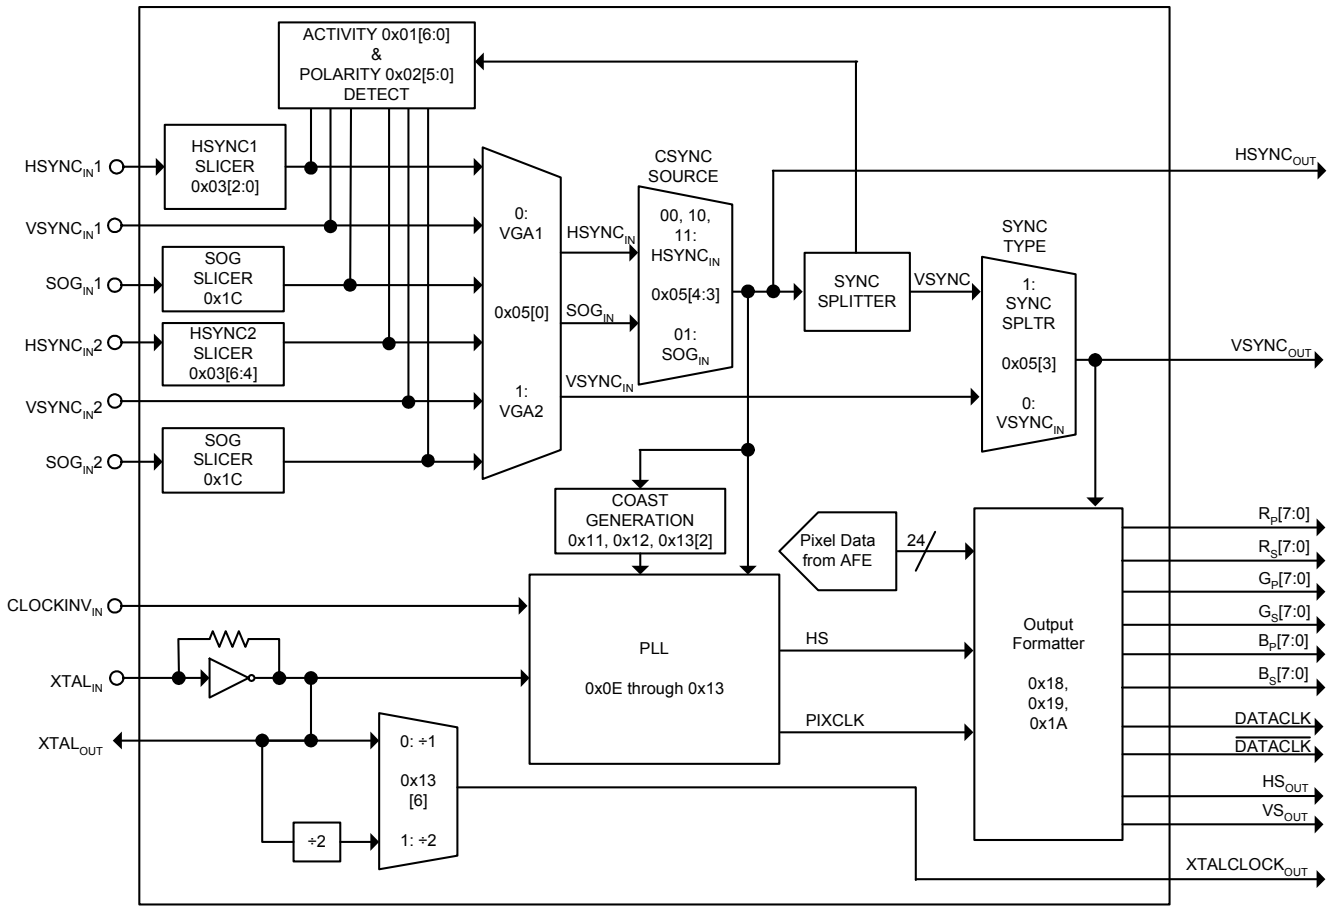 ACTIVITY 0x01[6:0]
&
POLARITY 0x02[5:0]
DETECT
HSYNCIN1
HSYNC1
SLICER
0x03[2:0]
VSYNCIN1
SOGIN1
SOG
SLICER
0x1C
HSYNCIN2
HSYNC2
SLICER
0x03[6:4]
VSYNCIN2
SOGIN2
SOG
SLICER
0x1C
0:
VGA1
0x05[0]
1:
VGA2
HSYNCIN
SOGIN
VSYNCIN
CSYNC
SOURCE
00, 10,
11:
HSYNCIN
0x05[4:3]
01:
SOGIN
SYNC
SPLITTER
VSYNC
SYNC
TYPE
1:
SYNC
SPLTR
0x05[3]
0:
VSYNCIN
HSYNCOUT
VSYNCOUT
COAST
GENERATION
0x11, 0x12, 0x13[2]
Pixel Data
from AFE
24
CLOCKINVIN
XTALIN
XTALOUT
PLL
0x0E through 0x13
HS
PIXCLK
0: ÷1
0x13
[6]
1: ÷2
÷2
Output
Formatter
0x18,
0x19,
0x1A
RP[7:0]
RS[7:0]
GP[7:0]
GS[7:0]
BP[7:0]
BS[7:0]
DATACLK
DATACLK
HSOUT
VSOUT
XTALCLOCKOUT